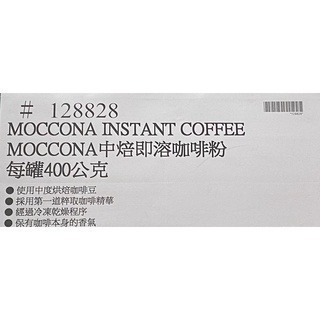 # 128828
MOCCONA INSTANT COFFEE
MOCCONA中焙即溶咖啡粉
每罐400公克
● 使用中度烘焙咖啡豆
● 採用第一道粹取咖啡精華
● 經過冷凍乾燥程序
● 保有咖啡本身的香氣